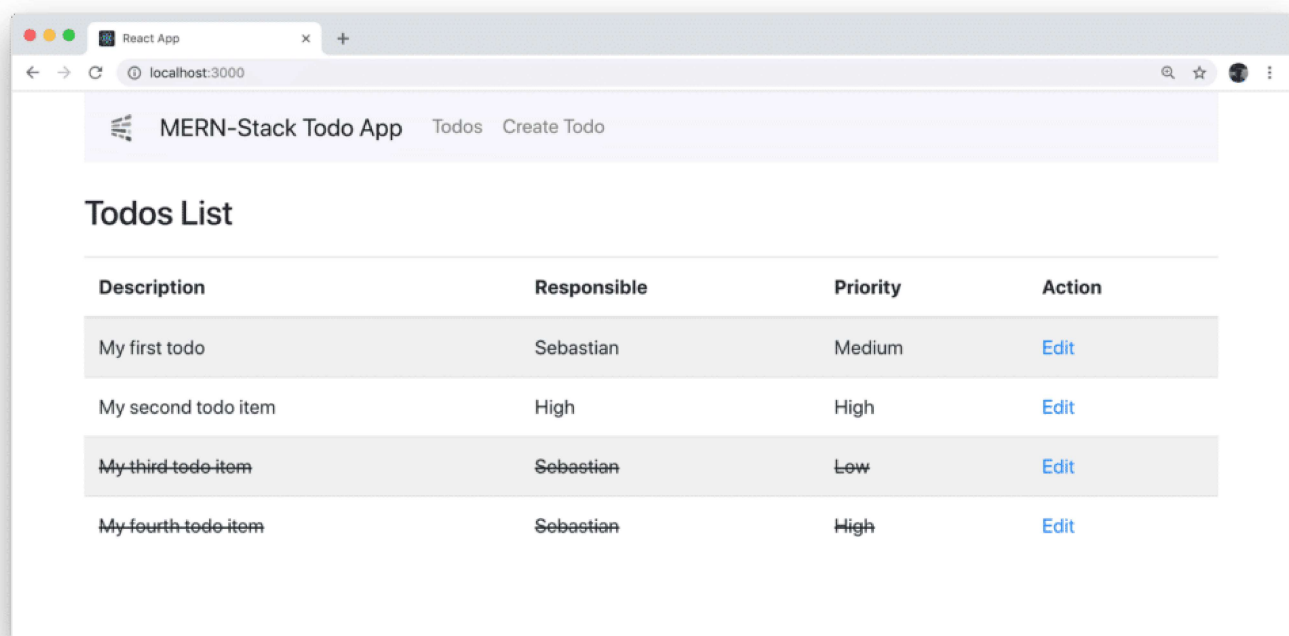 React App
localhost:3000
MERN-Stack Todo App Todos Create Todo
Todos List
Description Responsible Priority Action
My first todo Sebastian Medium Edit
My second todo item High High Edit
My third todo item Sebastian Low Edit
My fourth todo item Sebastian High Edit